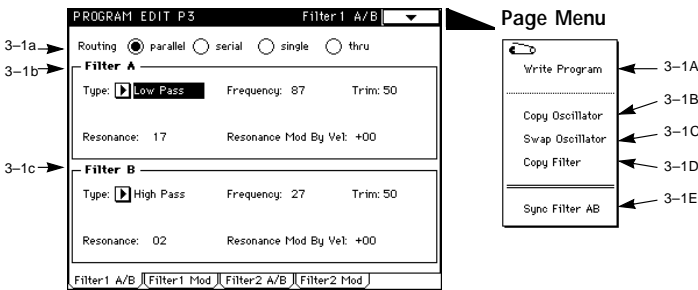 PROGRAM EDIT P3 Filter1 A/B
Page Menu
3–1a
Routing parallel serial single thru
3–1b
Filter A
Type: Low Pass Frequency: 87 Trim: 50
Resonance: 17 Resonance Mod By Vel: +00
3–1c
Filter B
Type: High Pass Frequency: 27 Trim: 50
Resonance: 02 Resonance Mod By Vel: +00
Filter1 A/B Filter1 Mod Filter2 A/B Filter2 Mod
Write Program 3–1A
Copy Oscillator 3–1B
Swap Oscillator 3–1C
Copy Filter 3–1D
Sync Filter AB 3–1E